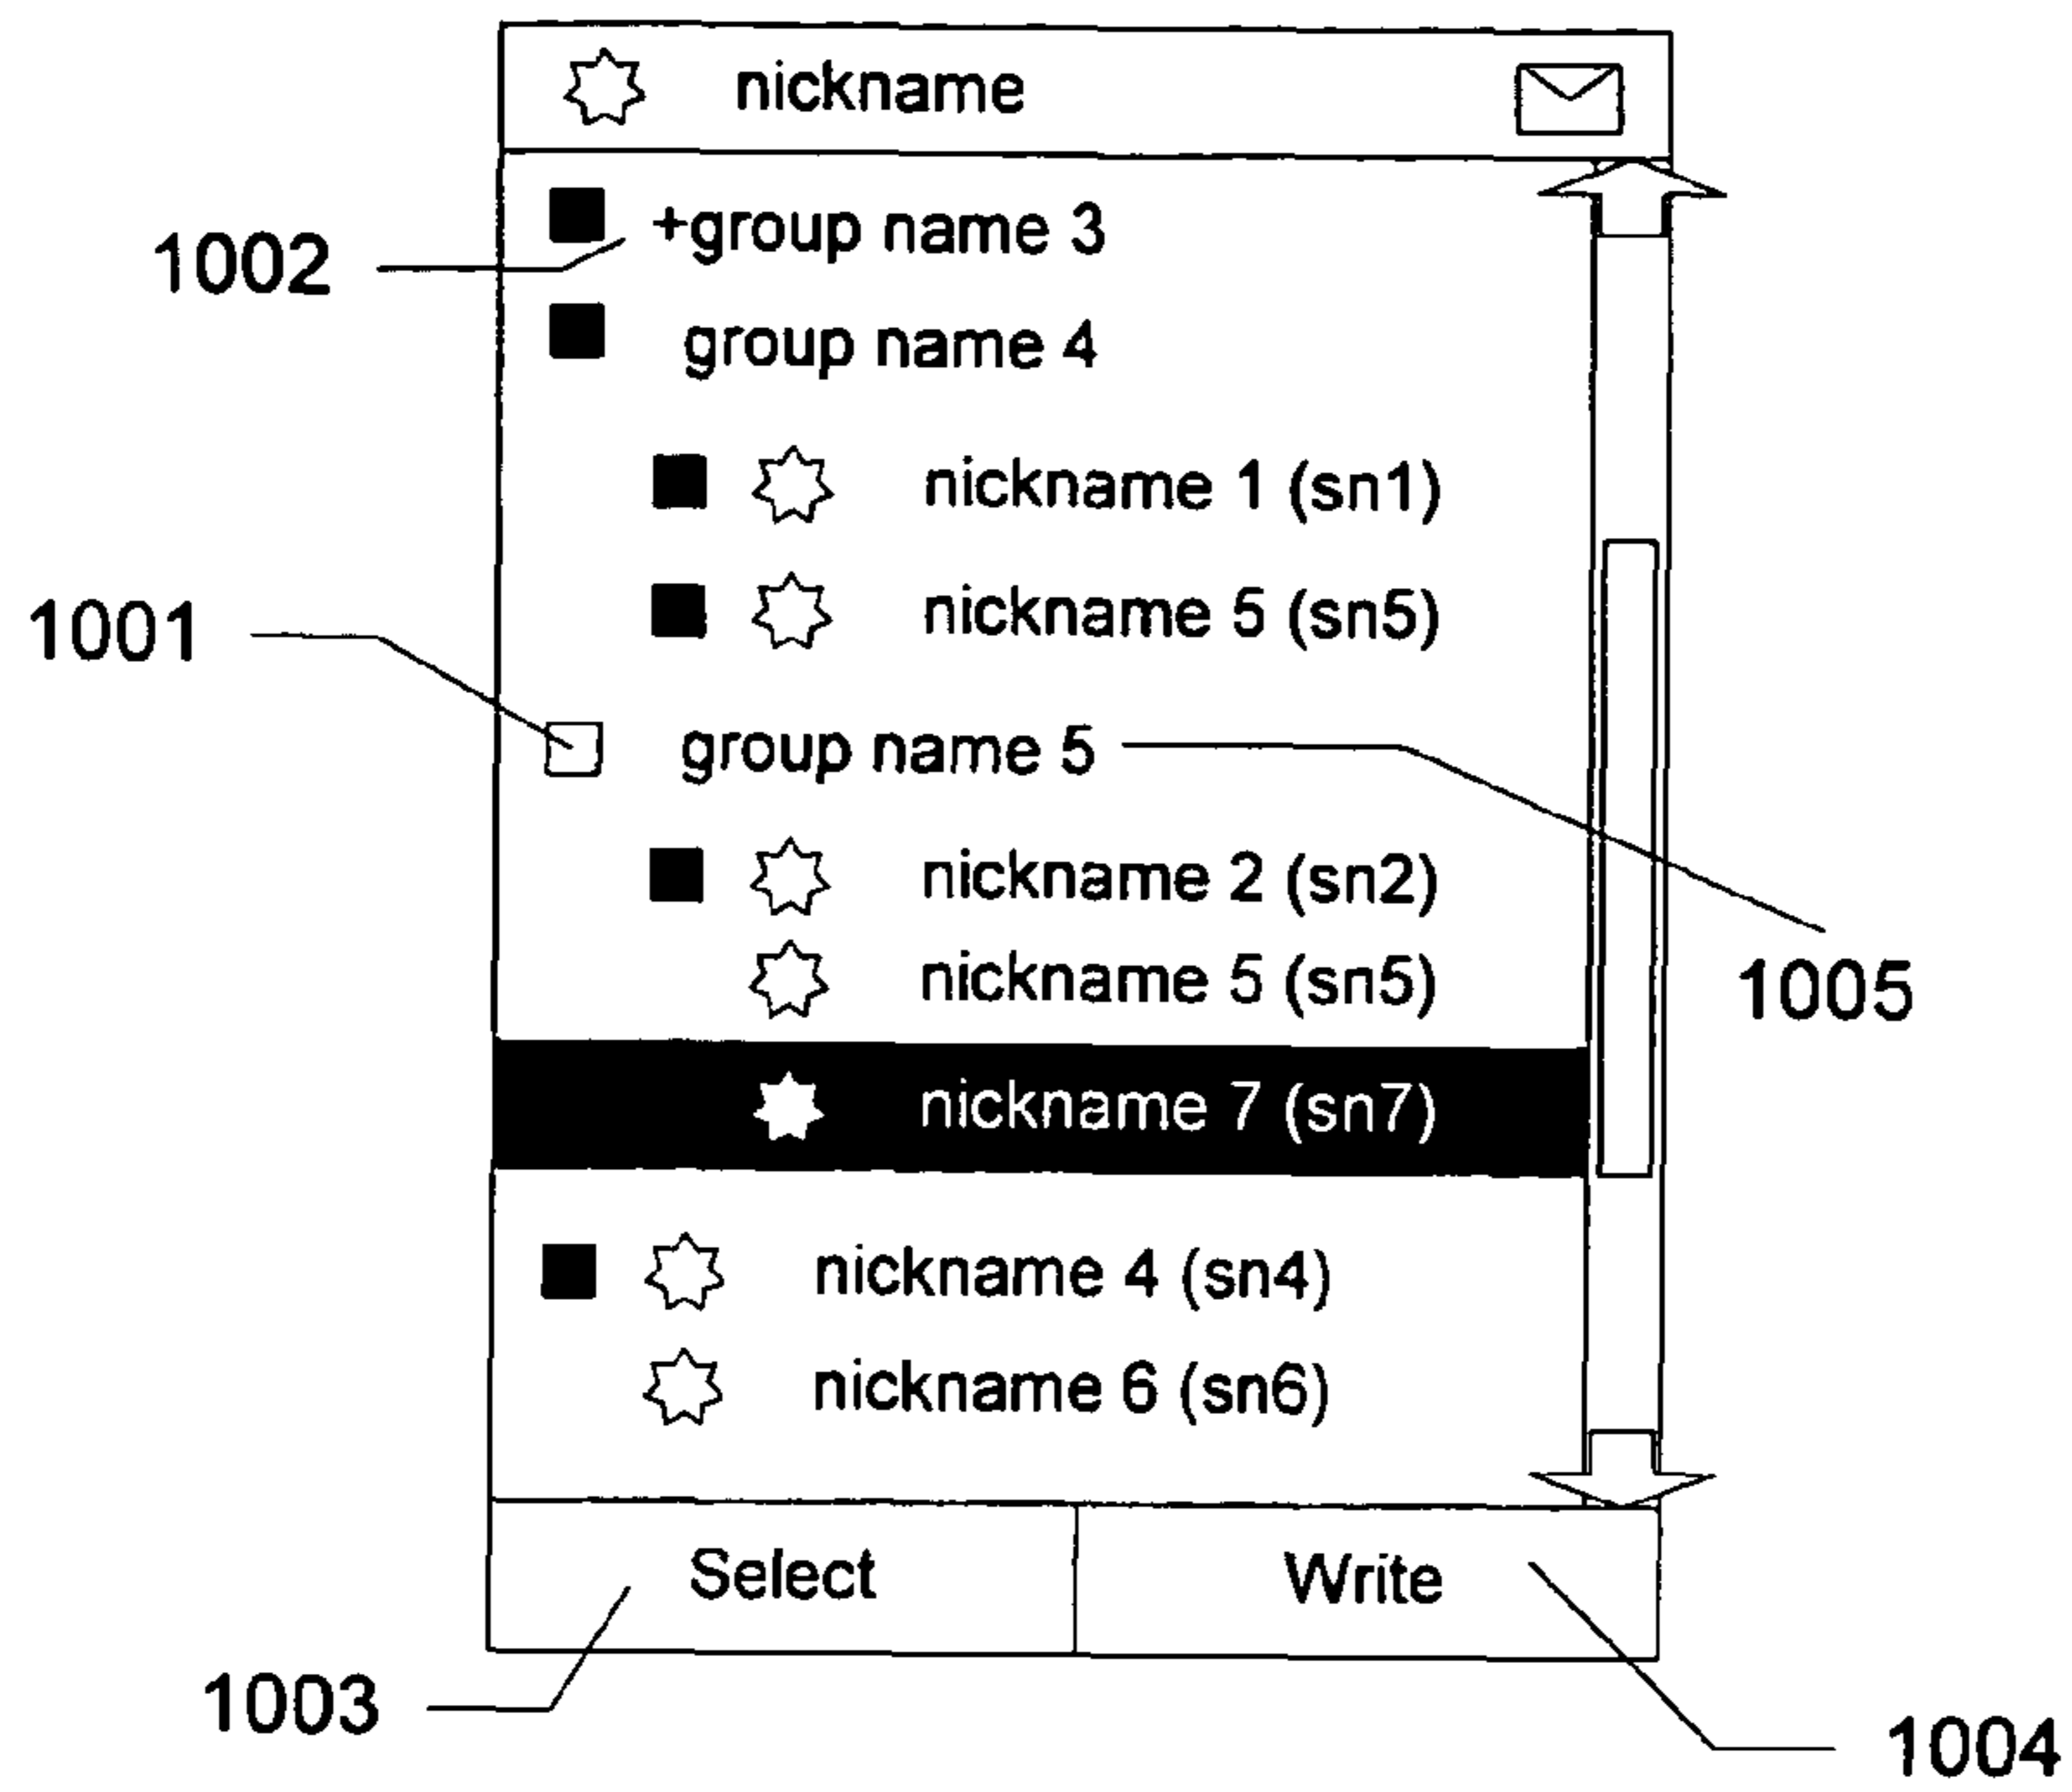 nickname
+group name 3
1002
group name 4
nickname 1 (sn1)
nickname 5 (sn5)
1001
group name 5
nickname 2 (sn2)
nickname 5 (sn5)
1005
nickname 7 (sn7)
nickname 4 (sn4)
nickname 6 (sn6)
Select
Write
1003
1004